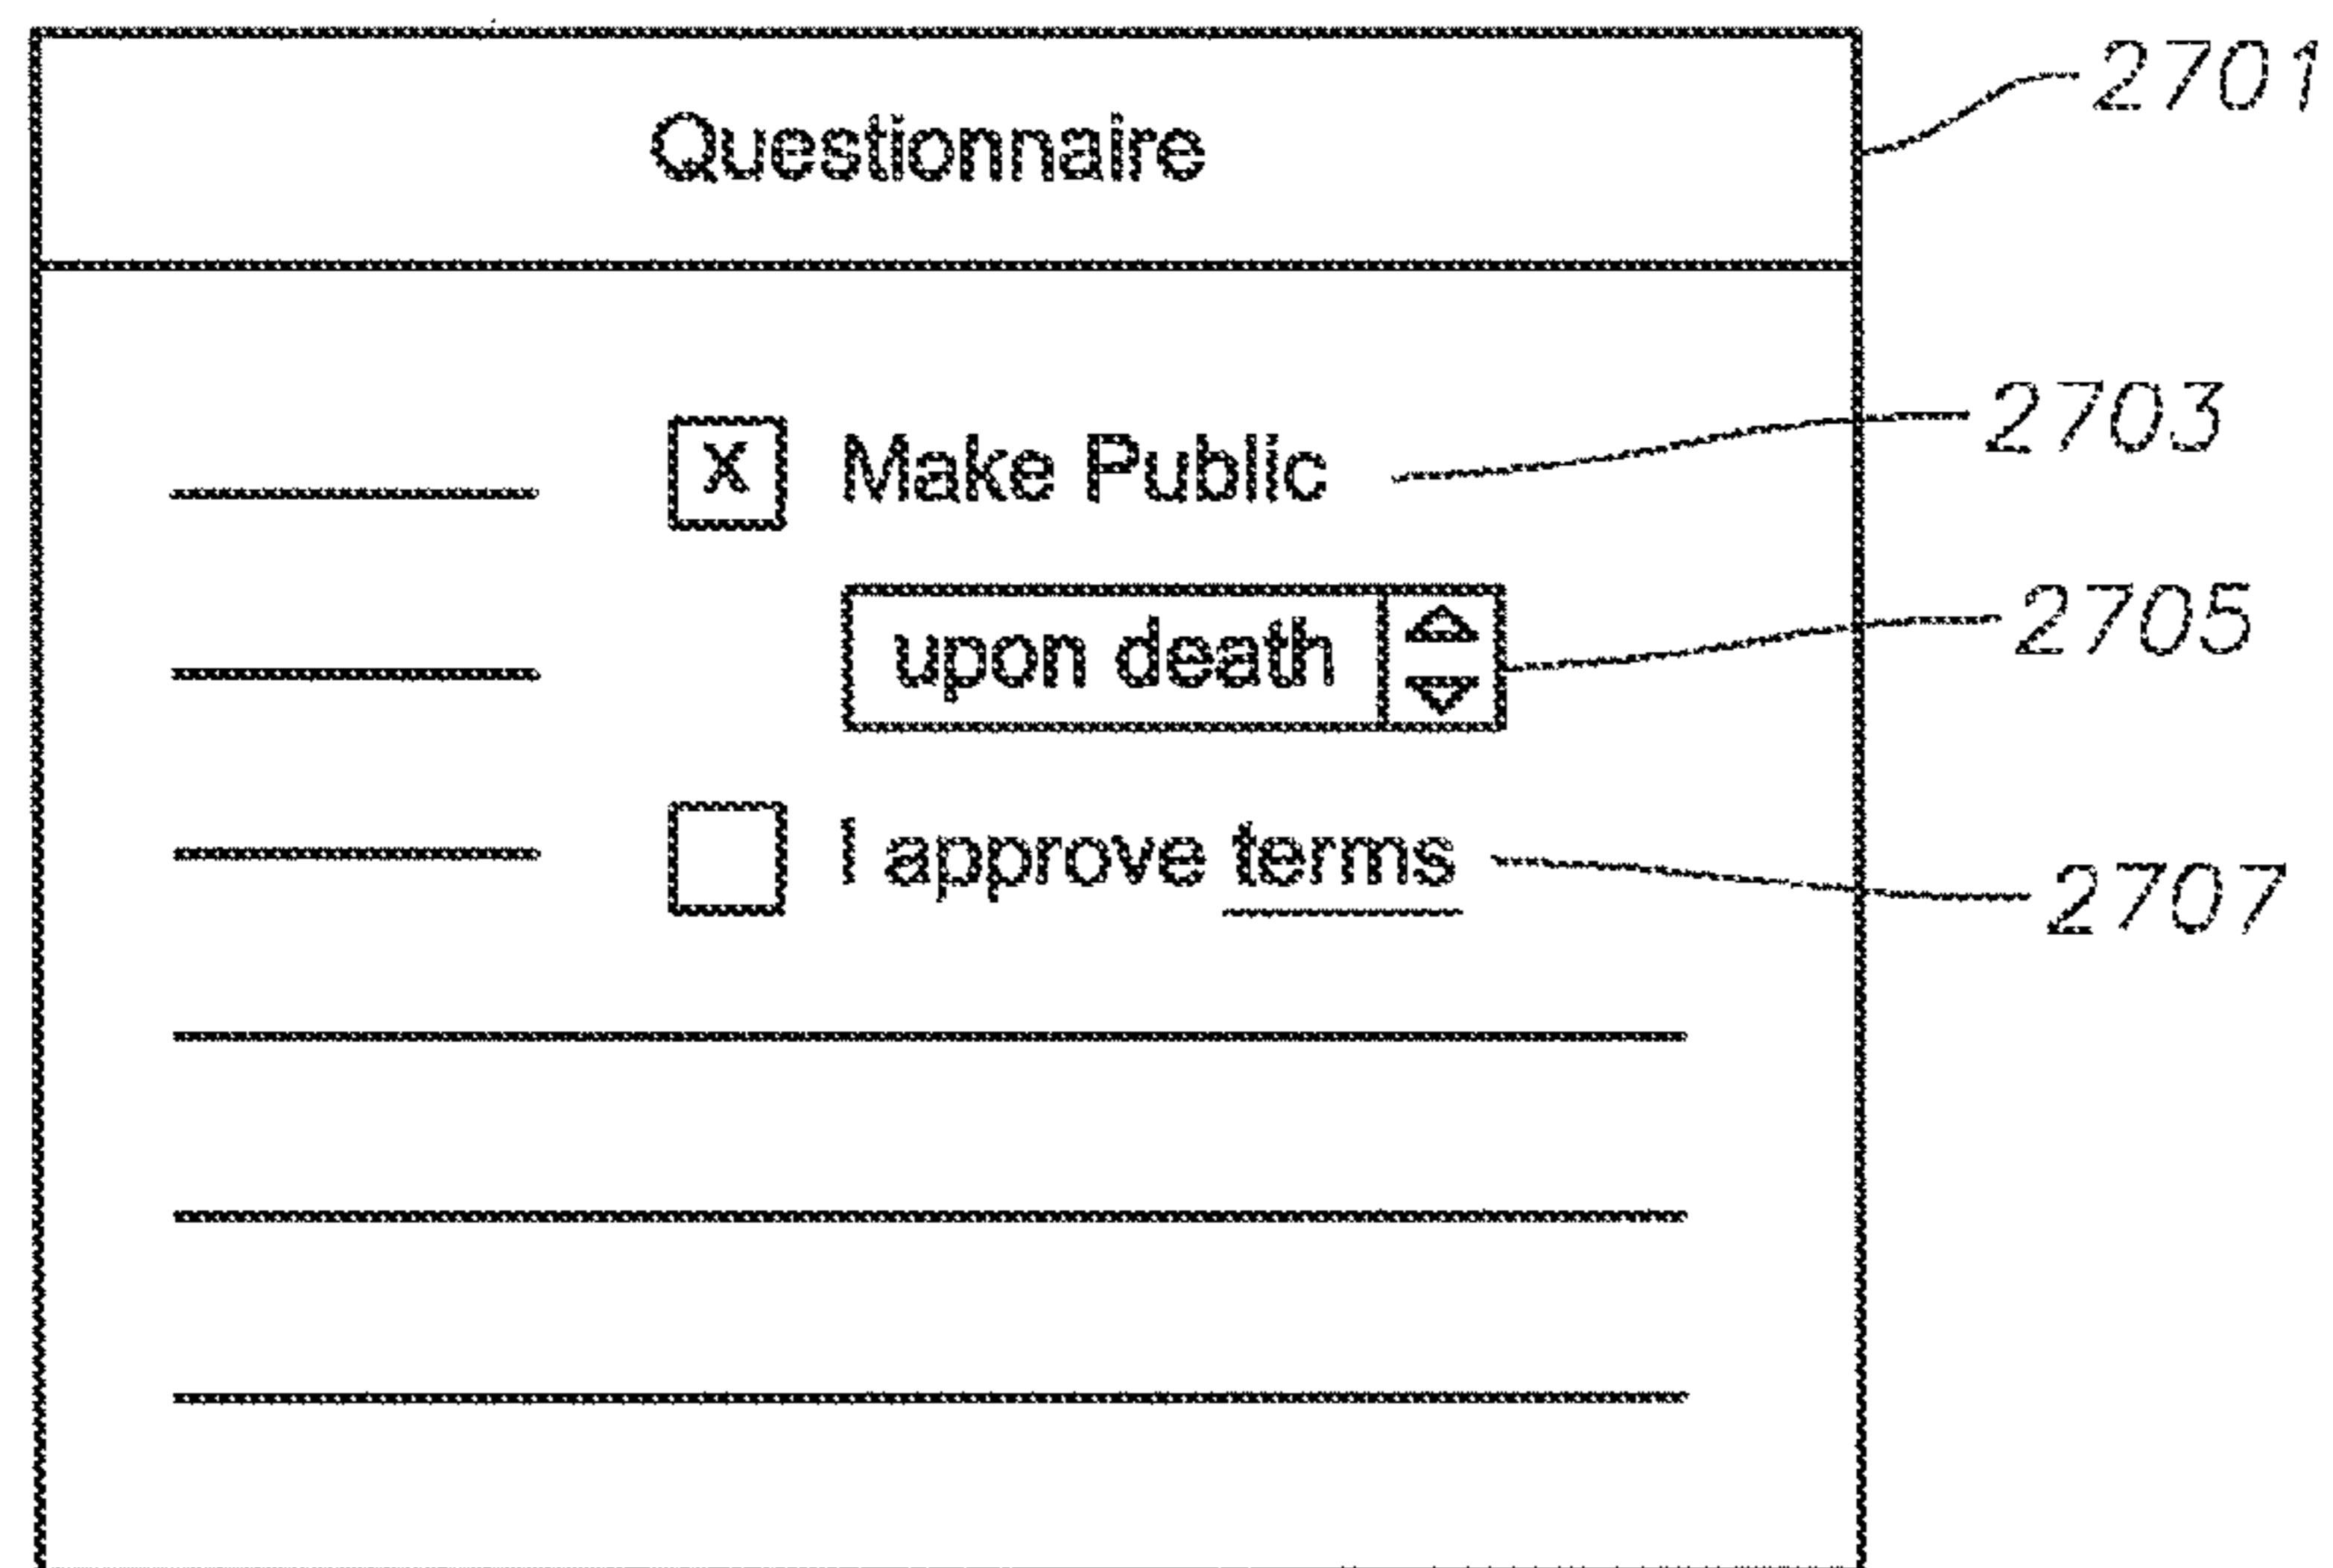 Questionnaire 2701
x Make Public 2703
upon death 2705
I approve terms 2707